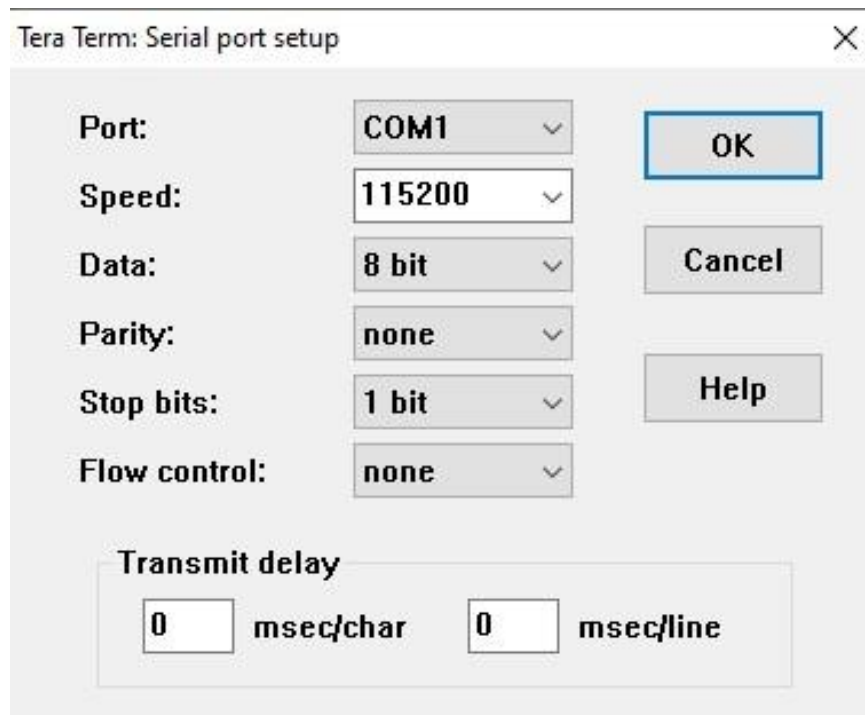 Tera Term: Serial port setup
Port: COM1
OK
Speed: 115200
Data: 8 bit
Cancel
Parity: none
Stop bits: 1 bit
Help
Flow control: none
Transmit delay
0 msec/char 0 msec/line